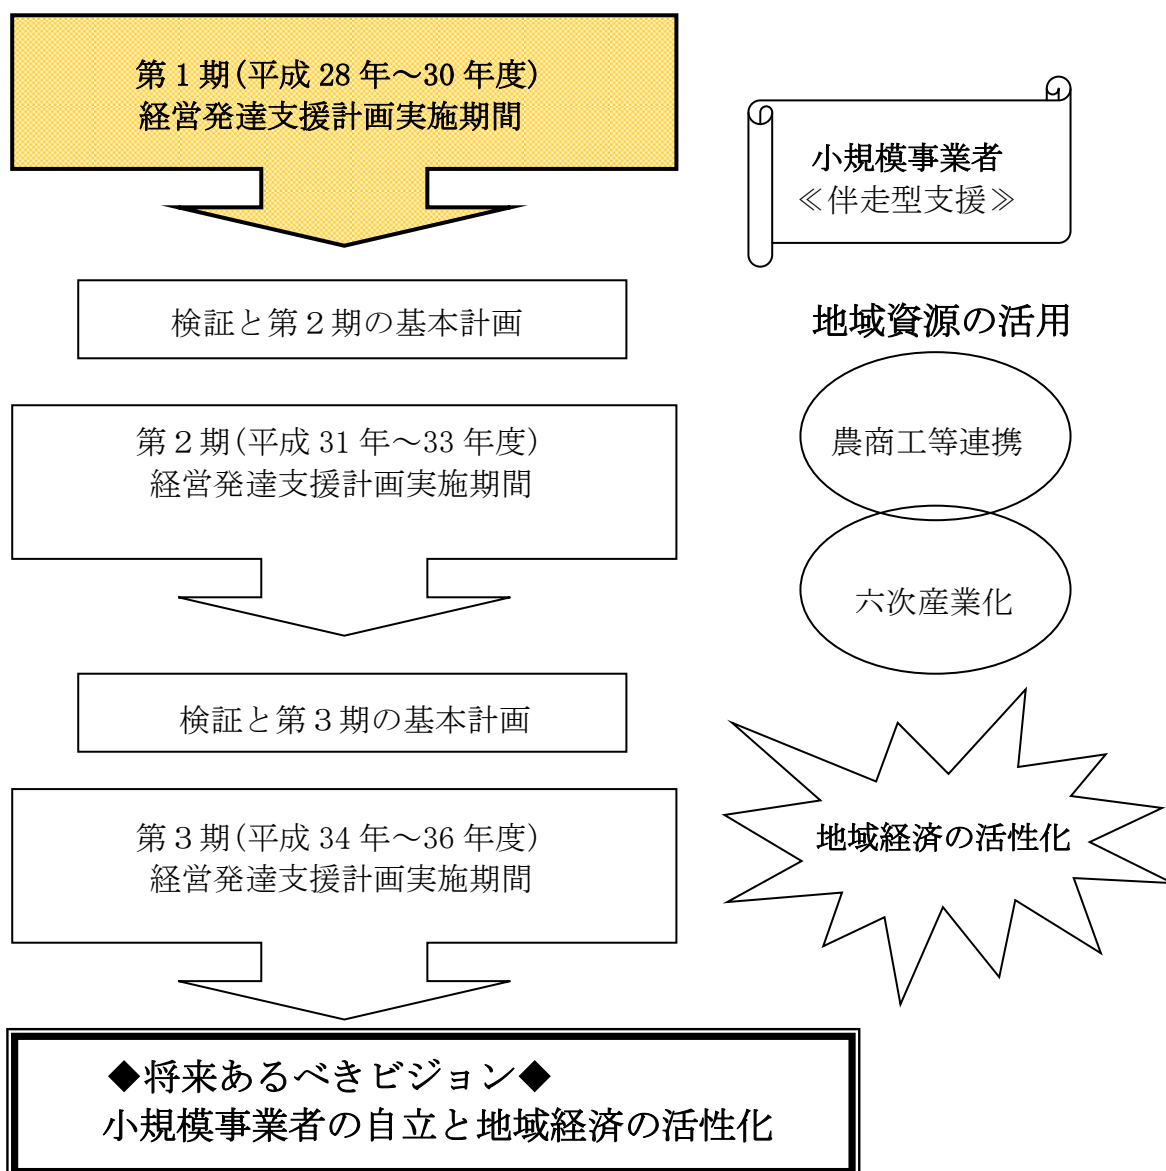 第１期(平成 28 年～30 年度)
経営発達支援計画実施期間
検証と第２期の基本計画
第２期(平成 31 年～33 年度)
経営発達支援計画実施期間
検証と第３期の基本計画
第３期(平成 34 年～36 年度)
経営発達支援計画実施期間
◆将来あるべきビジョン◆
小規模事業者の自立と地域経済の活性化
小規模事業者
≪伴走型支援≫
地域資源の活用
農商工等連携
六次産業化
地域経済の活性化